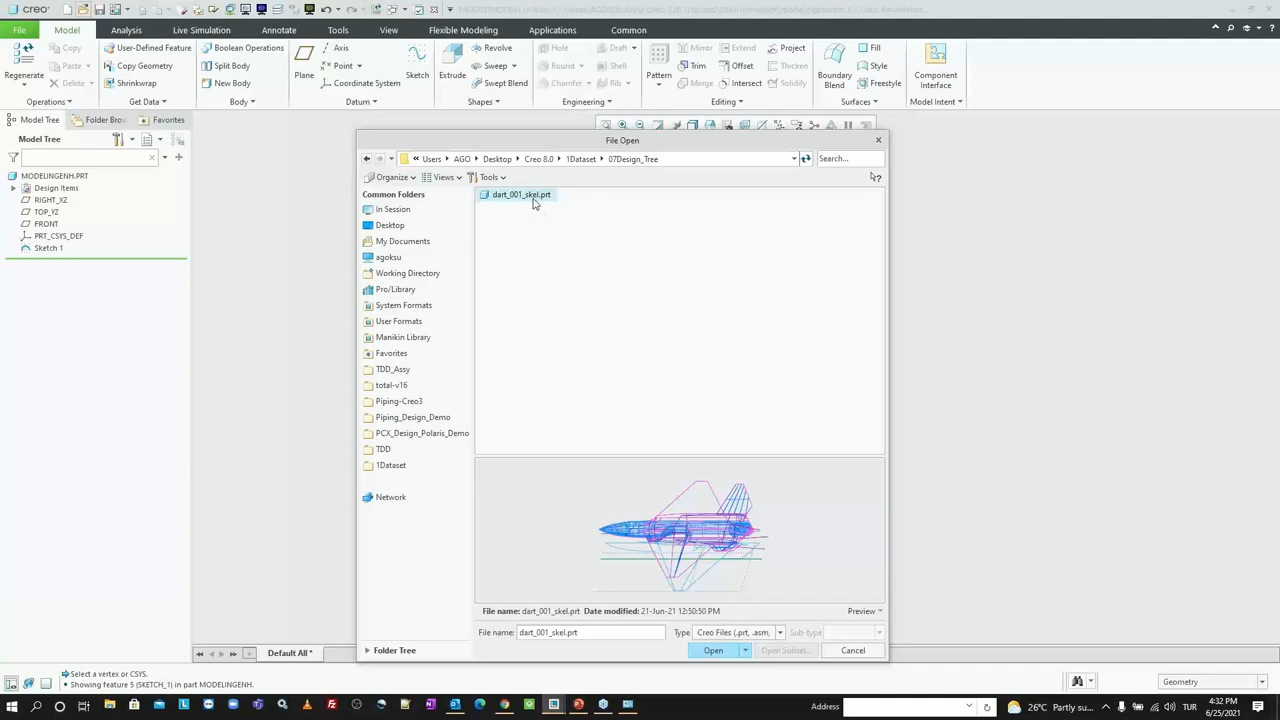 creo
File Model Analysis Annotate Live Simulation Tools View Flexible Modeling Applications Common
Regenerate
Copy
Paste
Delete
Operations
User-Defined Feature
Copy Geometry
Shrinkwrap
Get Data
Boolean Operations
Split Body
New Body
Body
Plane
Axis
Point
Coordinate System
Sketch
Datum
Extrude
Revolve
Sweep
Swept Blend
Shapes
Hole
Round
Chamfer
Draft
Shell
Rib
Engineering
Pattern
Mirror
Trim
Merge
Extend
Offset
Intersect
Project
Thicken
Solidify
Editing
Boundary
Blend
Fill
Style
Freestyle
Surfaces
Component
Interface
Model Intent
Model Tree
Folder Brow
Favorites
Model Tree
MODELINGENH.PRT
Design Items
RIGHT_XZ
TOP_YZ
FRONT
PRT_CSYS_DEF
Sketch 1
File Open
Users AGO Desktop Creo 8.0 1Dataset 07Design_Tree
Search...
Organize Views Tools
Common Folders
In Session
Desktop
My Documents
agoksu
Working Directory
Pro/Library
System Formats
User Formats
Manikin Library
Favorites
TDD_Assy
total-v16
Piping-Creo3
Piping_Design_Demo
PCX_Design_Polaris_Demo
TDD
1Dataset
Network
dart_001_skel.prt
File name: dart_001_skel.prt Date modified: 21-Jun-21 12:50:50 PM
Preview
File name: dart_001_skel.prt
Type Creo Files (.prt, .asm,
Sub-type
Folder Tree
Open
Open Subset...
Cancel
Default All *
Select a vertex or CSYS.
Showing feature 5 (SKETCH_1) in part MODELINGENH.
Geometry
Address
26°C Partly su...
TUR
4:32 PM
6/25/2021